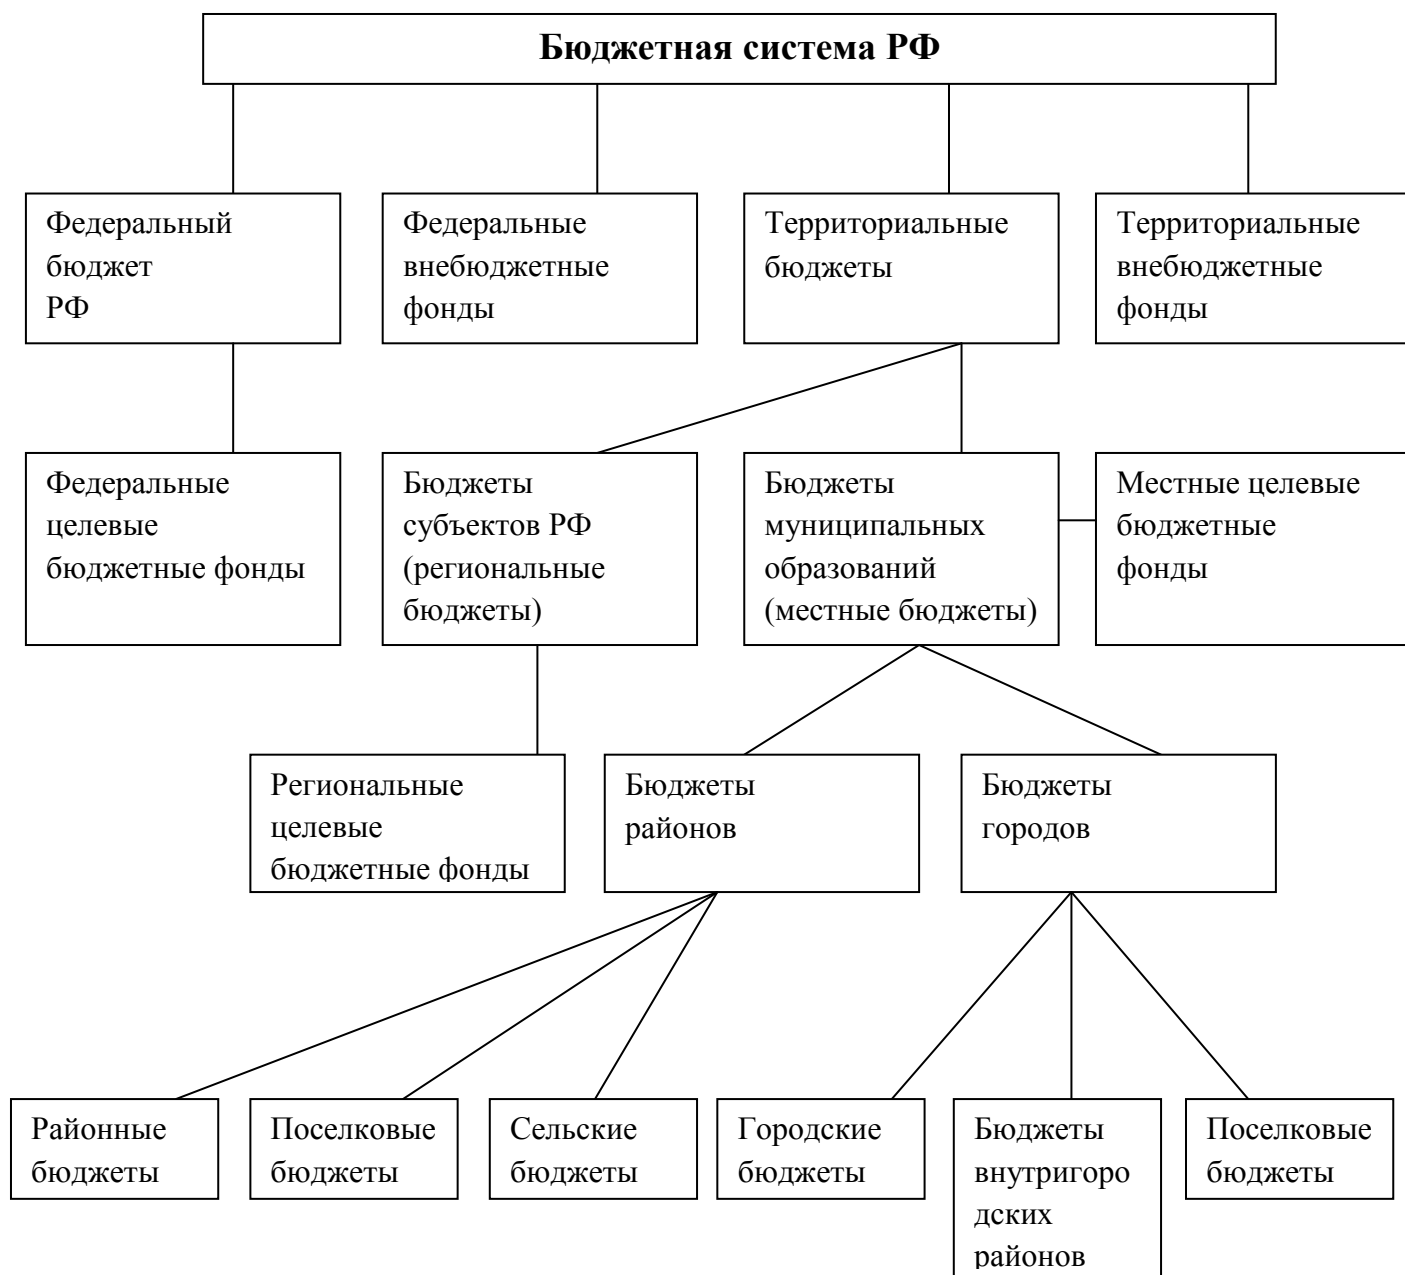 Бюджетная система РФ
Федеральный
бюджет
РФ
Федеральные
внебюджетные
фонды
Территориальные
бюджеты
Территориальные
внебюджетные
фонды
Федеральные
целевые
бюджетные фонды
Бюджеты
субъектов РФ
(региональные
бюджеты)
Бюджеты
муниципальных
образований
(местные бюджеты)
Местные целевые
бюджетные
фонды
Региональные
целевые
бюджетные фонды
Бюджеты
районов
Бюджеты
городов
Районные
бюджеты
Поселковые
бюджеты
Сельские
бюджеты
Городские
бюджеты
Бюджеты
внутригоро
дских
районов
Поселковые
бюджеты